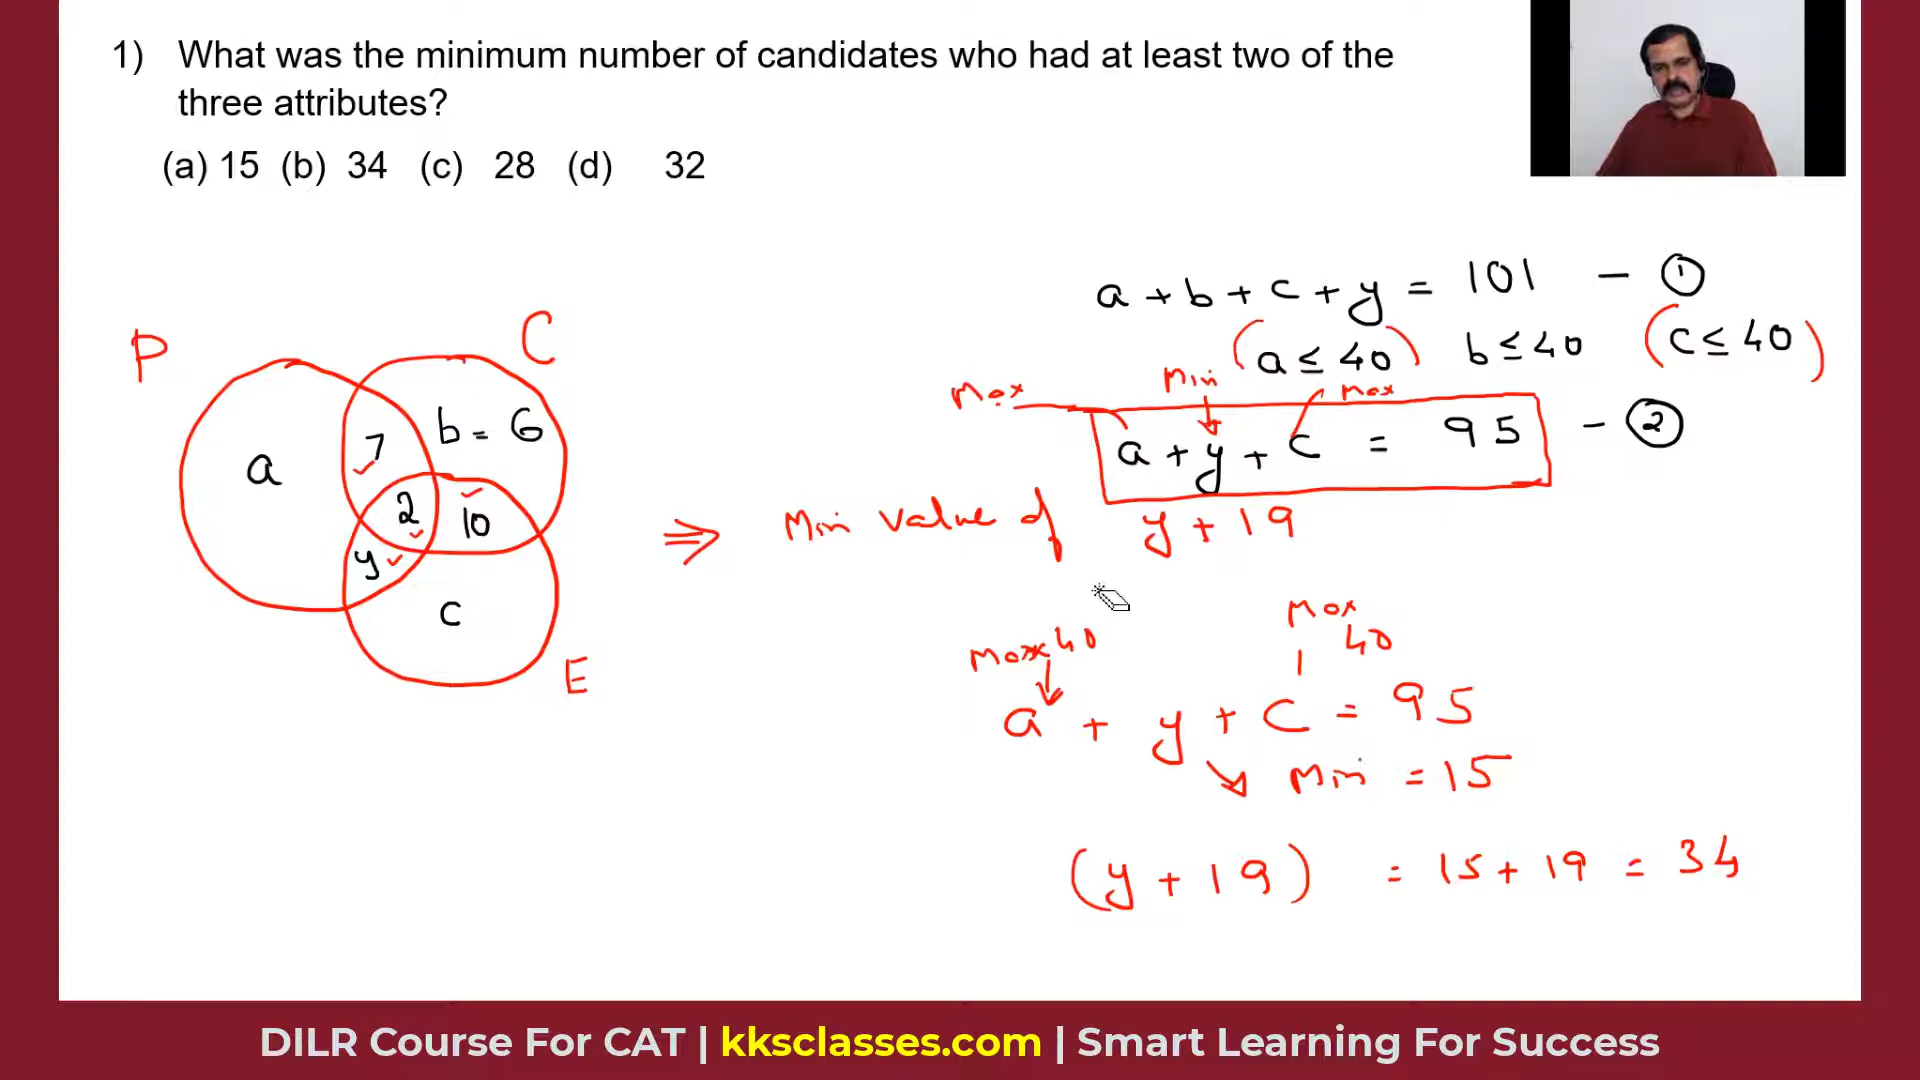 1) What was the minimum number of candidates who had at least two of the
three attributes?
(a) 15 (b) 34 (c) 28 (d) 32
a + b + c + y = 101 - ①
(a ≤ 40) b ≤ 40 (c ≤ 40)
Max Min Max
a + y + c = 95 - ②
⇒ Min value of y + 19
P
C
a
7
b = 6
2
10
y
c
E
Max 40
Max
40
a + y + c = 95
Min = 15
(y + 19) = 15 + 19 = 34
DILR Course For CAT | kksclasses.com | Smart Learning For Success